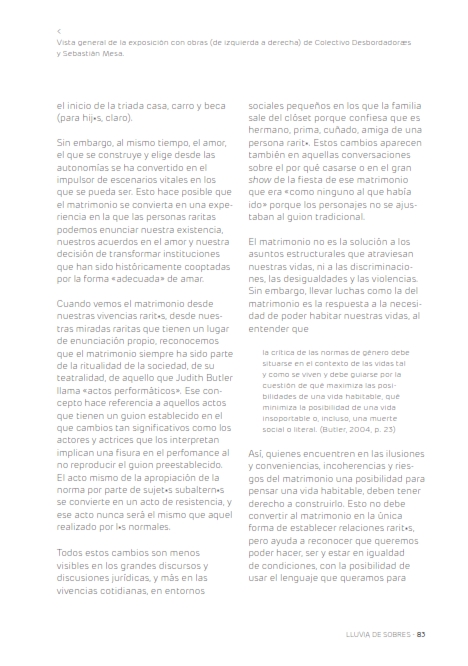 <
Vista general de la exposición con obras (de izquierda a derecha) de Colectivo Desbordadoræs
y Sebastián Mesa.
el inicio de la triada casa, carro y beca
(para hij•s, claro).
Sin embargo, al mismo tiempo, el amor,
el que se construye y elige desde las
autonomías se ha convertido en el
impulsor de escenarios vitales en los
que se pueda ser. Esto hace posible que
el matrimonio se convierta en una expe-
riencia en la que las personas raritas
podemos enunciar nuestra existencia,
nuestros acuerdos en el amor y nuestra
decisión de transformar instituciones
que han sido históricamente cooptadas
por la forma «adecuada» de amar.
Cuando vemos el matrimonio desde
nuestras vivencias rarit•s, desde nues-
tras miradas raritas que tienen un lugar
de enunciación propio, reconocemos
que el matrimonio siempre ha sido parte
de la ritualidad de la sociedad, de su
teatralidad, de aquello que Judith Butler
llama «actos performáticos». Ese con-
cepto hace referencia a aquellos actos
que tienen un guion establecido en el
que cambios tan significativos como los
actores y actrices que los interpretan
implican una fisura en el perfomance al
no reproducir el guion preestablecido.
El acto mismo de la apropiación de la
norma por parte de sujet•s subaltern•s
se convierte en un acto de resistencia, y
ese acto nunca será el mismo que aquel
realizado por l•s normales.
Todos estos cambios son menos
visibles en los grandes discursos y
discusiones jurídicas, y más en las
vivencias cotidianas, en entornos
sociales pequeños en los que la familia
sale del clóset porque confiesa que es
hermano, prima, cuñado, amiga de una
persona rarit•. Estos cambios aparecen
también en aquellas conversaciones
sobre el por qué casarse o en el gran
show de la fiesta de ese matrimonio
que era «como ninguno al que había
ido» porque los personajes no se ajus-
taban al guion tradicional.
El matrimonio no es la solución a los
asuntos estructurales que atraviesan
nuestras vidas, ni a las discriminacio-
nes, las desigualdades y las violencias.
Sin embargo, llevar luchas como la del
matrimonio es la respuesta a la necesi-
dad de poder habitar nuestras vidas, al
entender que
la crítica de las normas de género debe
situarse en el contexto de las vidas tal
y como se viven y debe guiarse por la
cuestión de qué maximiza las posi-
bilidades de una vida habitable, qué
minimiza la posibilidad de una vida
insoportable o, incluso, una muerte
social o literal. (Butler, 2004, p. 23)
Así, quienes encuentren en las ilusiones
y conveniencias, incoherencias y ries-
gos del matrimonio una posibilidad para
pensar una vida habitable, deben tener
derecho a construirlo. Esto no debe
convertir al matrimonio en la única
forma de establecer relaciones rarit•s,
pero ayuda a reconocer que queremos
poder hacer, ser y estar en igualdad
de condiciones, con la posibilidad de
usar el lenguaje que queramos para
LLUVIA DE SOBRES - 83